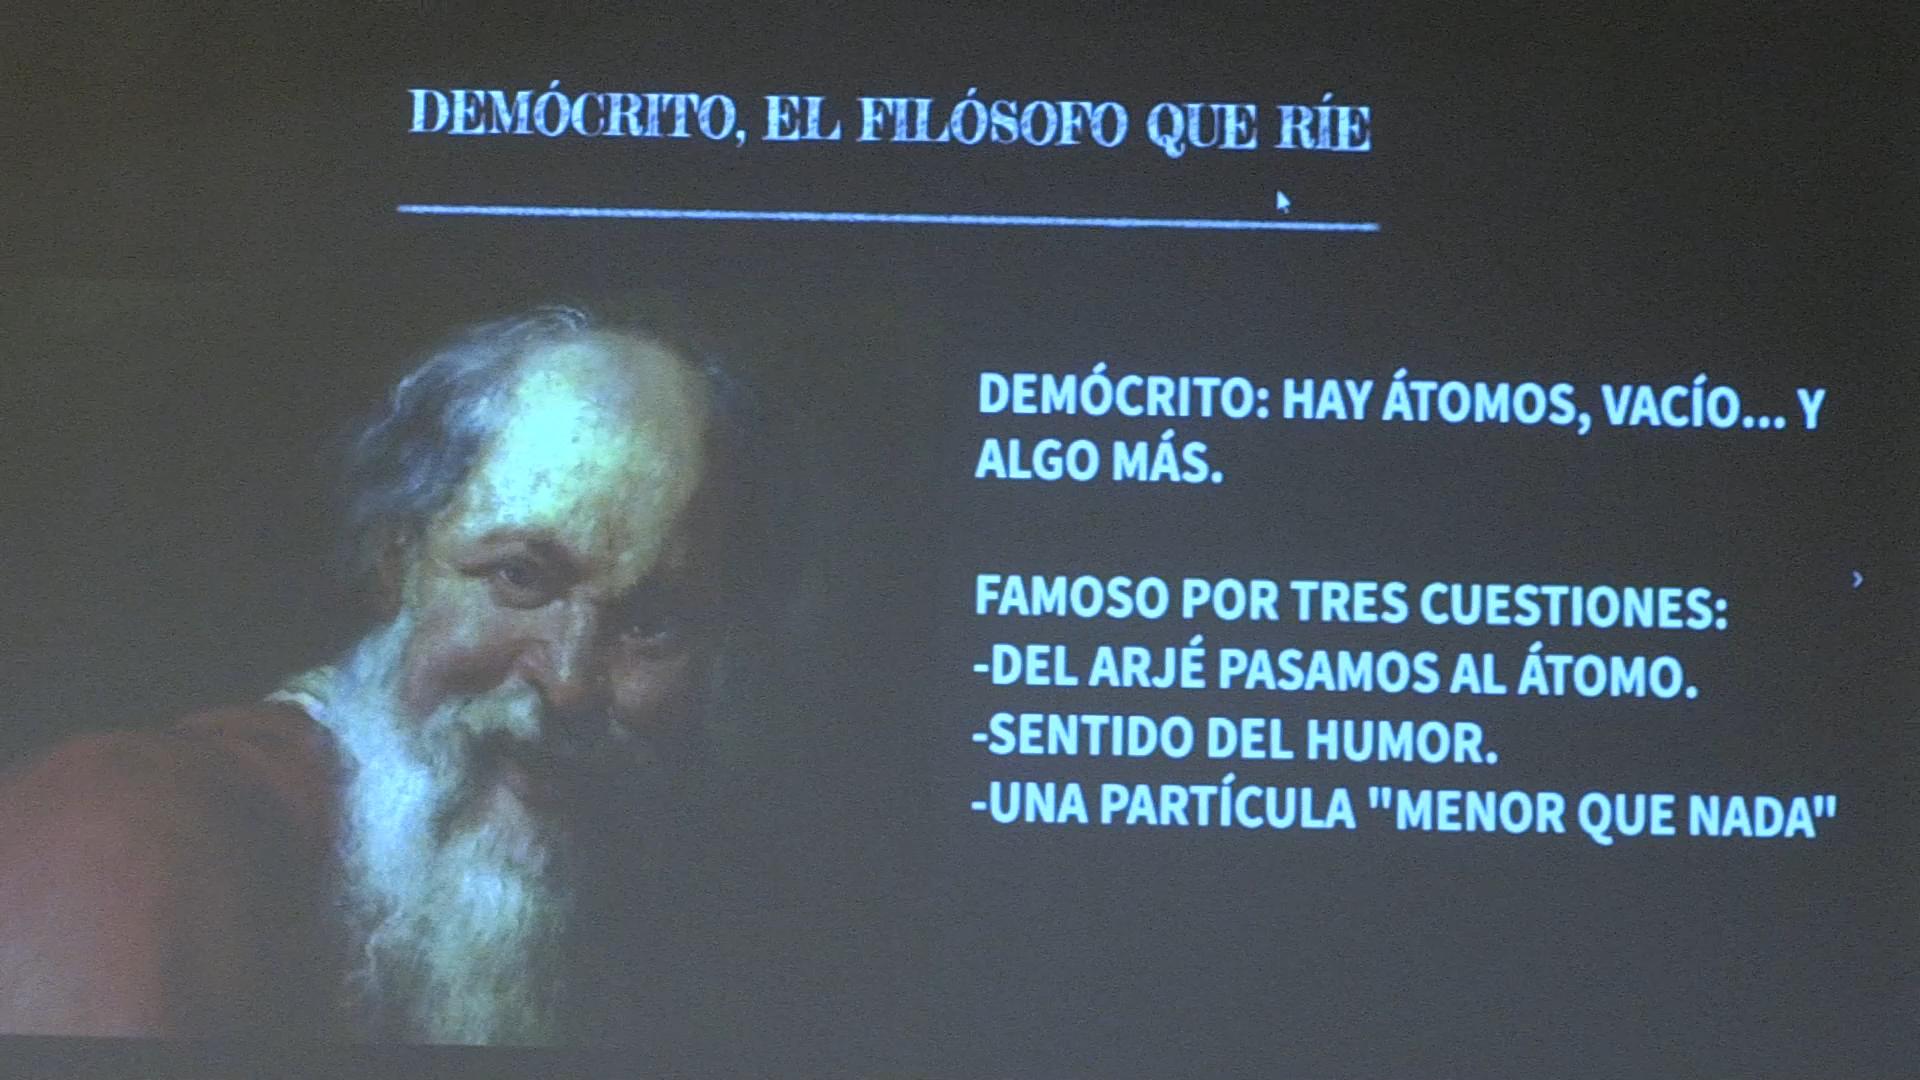 DEMÓCRITO, EL FILÓSOFO QUE RÍE
DEMÓCRITO: HAY ÁTOMOS, VACÍO... Y
ALGO MÁS.
FAMOSO POR TRES CUESTIONES:
-DEL ARJÉ PASAMOS AL ÁTOMO.
-SENTIDO DEL HUMOR.
-UNA PARTÍCULA "MENOR QUE NADA"